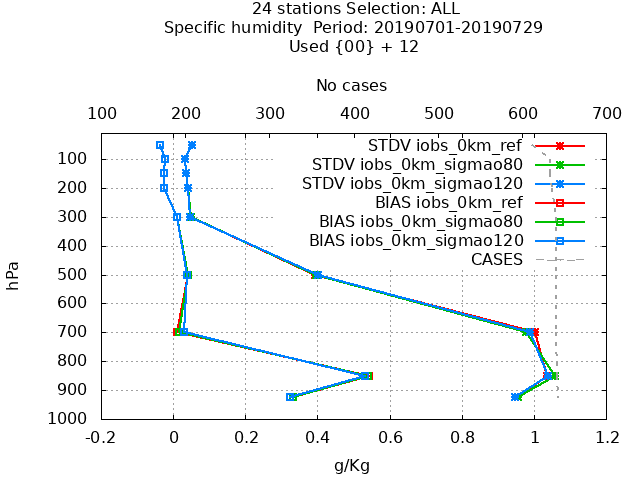 24 stations Selection: ALL
Specific humidity  Period: 20190701-20190729
Used {00} + 12
No cases
100 200 300 400 500 600 700
STDV iobs_0km_ref
STDV iobs_0km_sigmao80
STDV iobs_0km_sigmao120
BIAS iobs_0km_ref
BIAS iobs_0km_sigmao80
BIAS iobs_0km_sigmao120
CASES
hPa
100
200
300
400
500
600
700
800
900
1000
-0.2 0 0.2 0.4 0.6 0.8 1 1.2
g/Kg